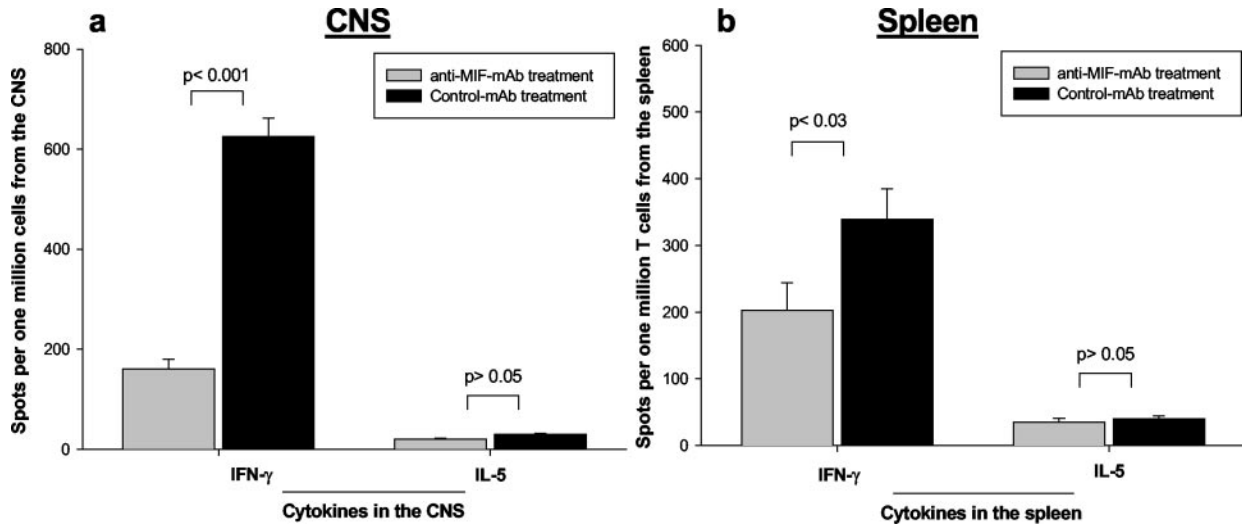 a
CNS
Spots per one million cells from the CNS
800
600
400
200
0
anti-MIF-mAb treatment
Control-mAb treatment
p< 0.001
p> 0.05
IFN-γ
IL-5
Cytokines in the CNS
b
Spleen
Spots per one million T cells from the spleen
600
500
400
300
200
100
0
anti-MIF-mAb treatment
Control-mAb treatment
p< 0.03
p> 0.05
IFN-γ
IL-5
Cytokines in the spleen